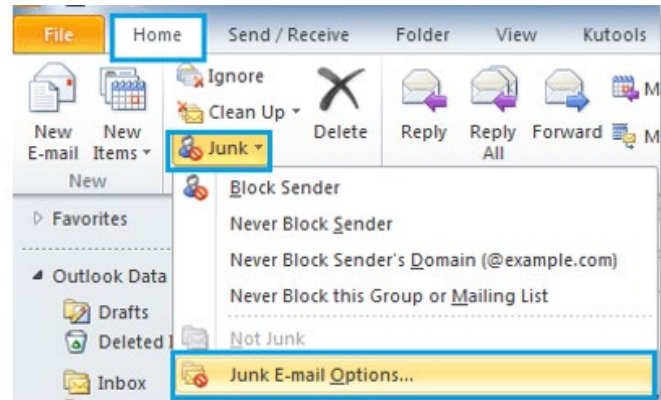 File Home Send / Receive Folder View Kutools
Ignore
Clean Up
Junk
New E-mail
New Items
Delete
Reply
Reply All
Forward
M
M
New
Block Sender
Never Block Sender
Never Block Sender's Domain (@example.com)
Never Block this Group or Mailing List
Not Junk
Junk E-mail Options...
Favorites
Outlook Data
Drafts
Deleted
Inbox